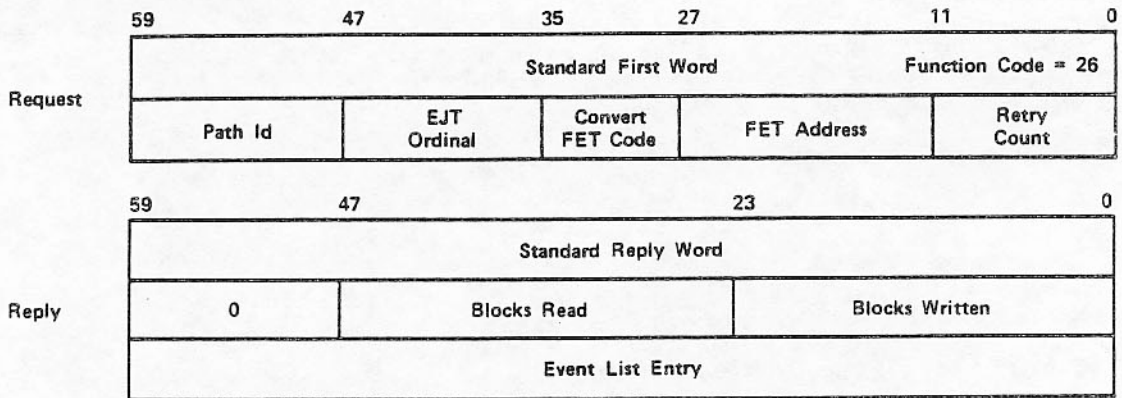 59 47 35 27 11 0
Standard First Word Function Code = 26
Request
Path Id EJT Ordinal Convert FET Code FET Address Retry Count
59 47 23 0
Standard Reply Word
Reply
0 Blocks Read Blocks Written
Event List Entry